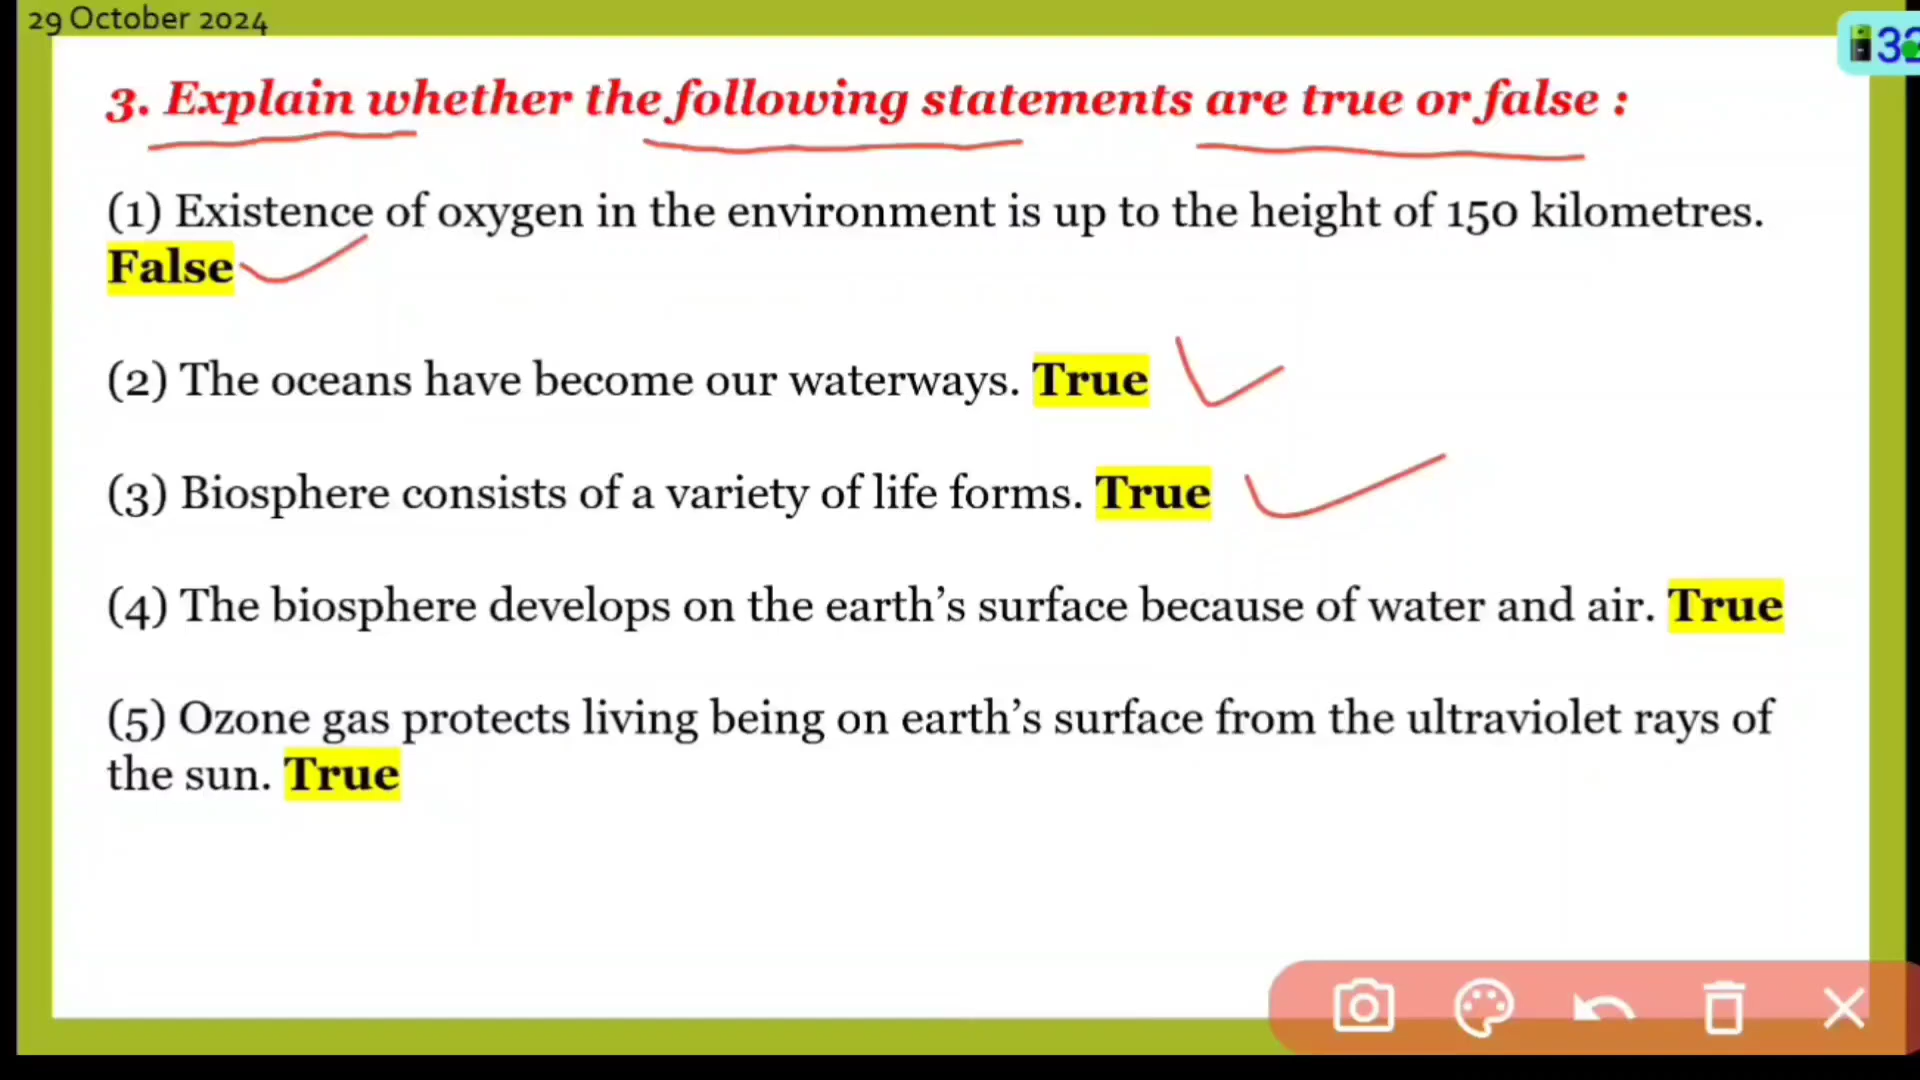 29 October 2024
3. Explain whether the following statements are true or false :
(1) Existence of oxygen in the environment is up to the height of 150 kilometres.
False
(2) The oceans have become our waterways. True
(3) Biosphere consists of a variety of life forms. True
(4) The biosphere develops on the earth’s surface because of water and air. True
(5) Ozone gas protects living being on earth’s surface from the ultraviolet rays of
the sun. True